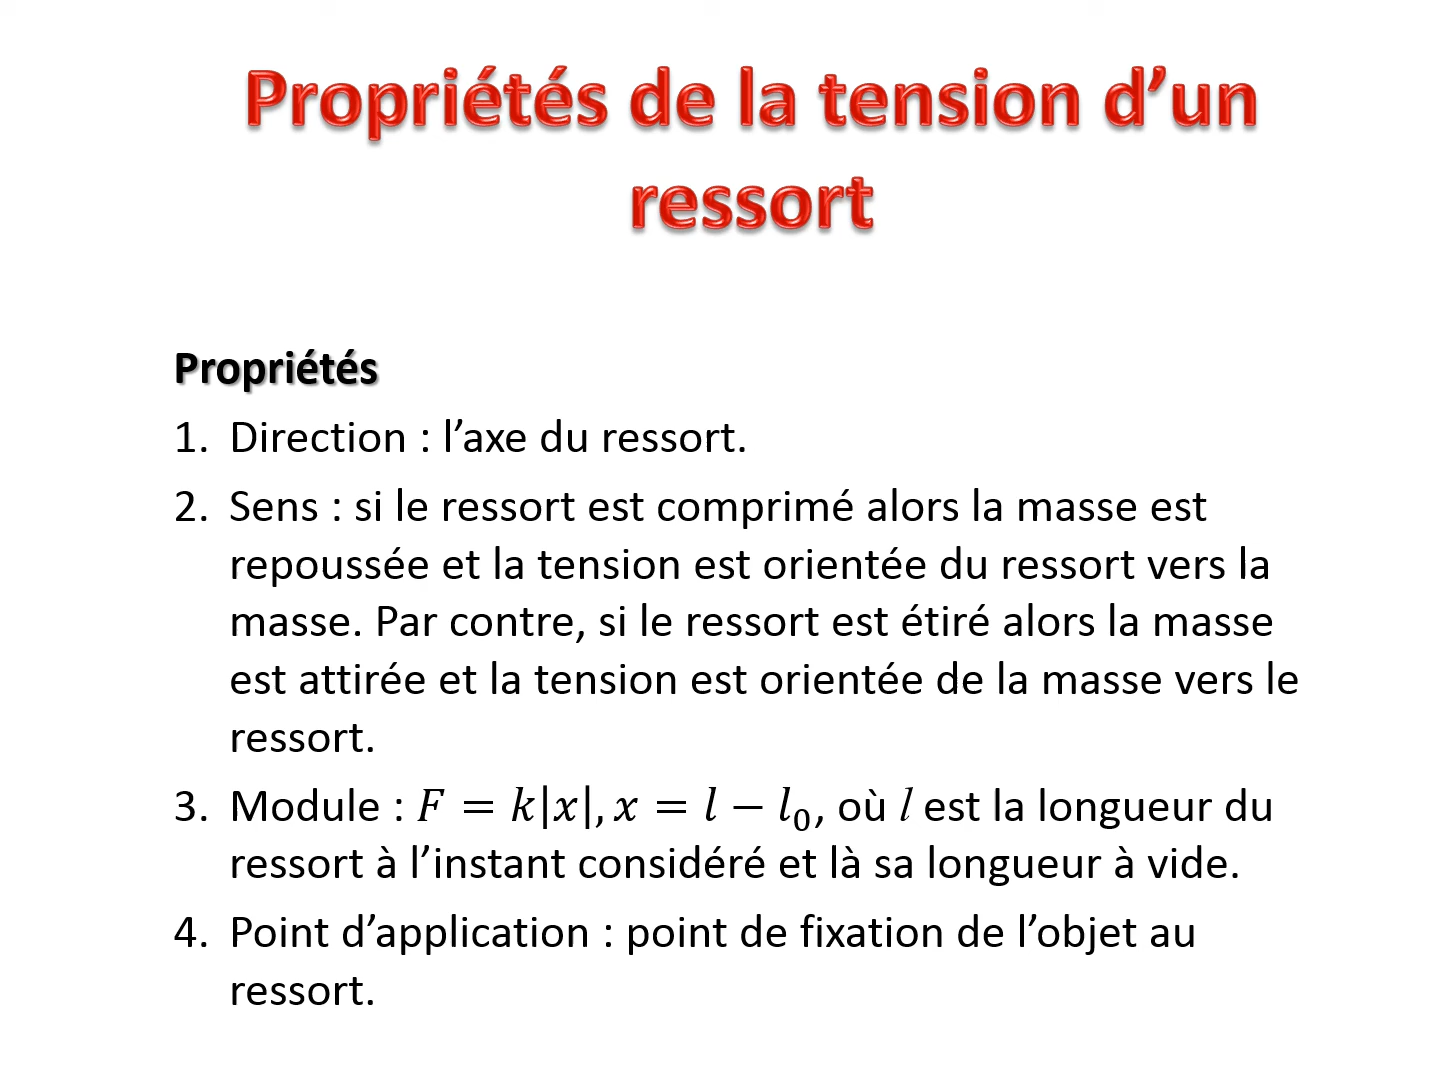 Propriétés de la tension d’un
ressort
Propriétés
1. Direction : l’axe du ressort.
2. Sens : si le ressort est comprimé alors la masse est
repoussée et la tension est orientée du ressort vers la
masse. Par contre, si le ressort est étiré alors la masse
est attirée et la tension est orientée de la masse vers le
ressort.
3. Module : 𝐹 = 𝑘|𝑥|, 𝑥 = 𝑙 − 𝑙₀, où l est la longueur du
ressort à l’instant considéré et là sa longueur à vide.
4. Point d’application : point de fixation de l’objet au
ressort.